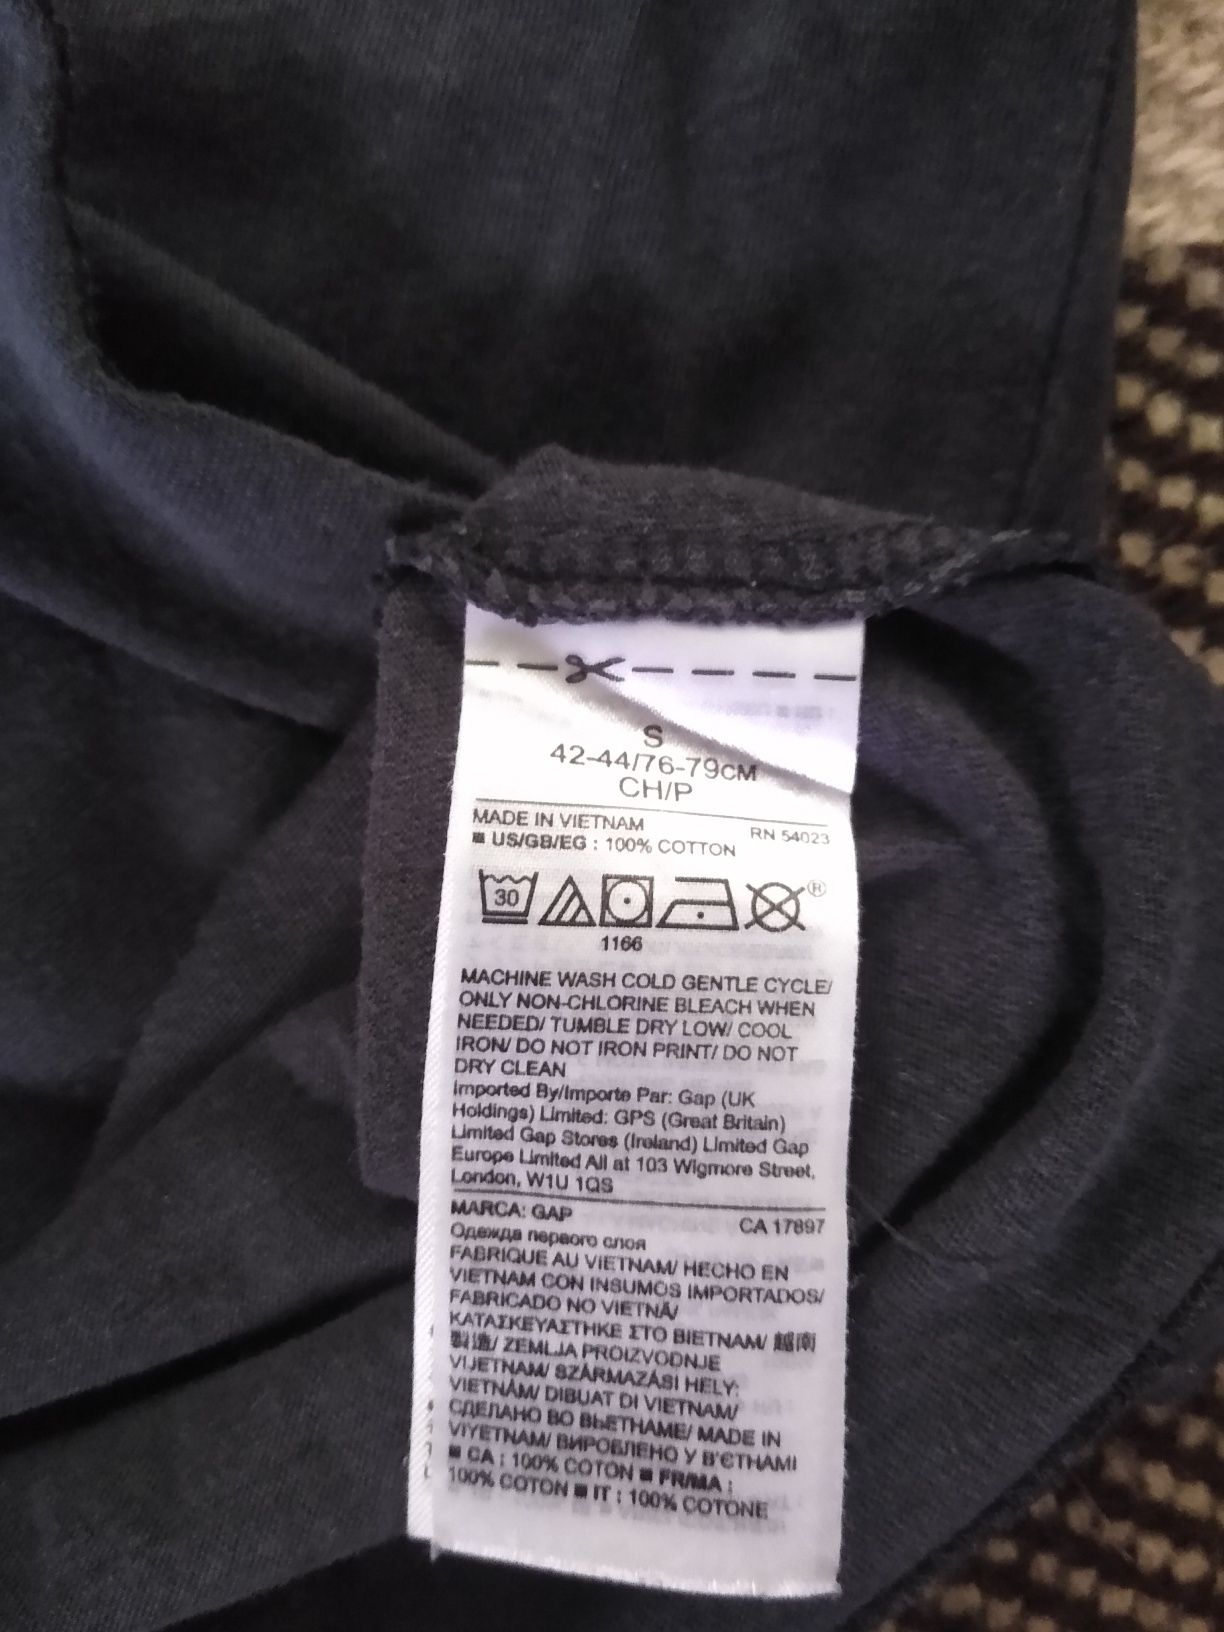 S
42-44/76-79CM
CH/P
MADE IN VIETNAM RN 54023
■ US/GB/EG : 100% COTTON
30 ®
1166
MACHINE WASH COLD GENTLE CYCLE/
ONLY NON-CHLORINE BLEACH WHEN
NEEDED/ TUMBLE DRY LOW/ COOL
IRON/ DO NOT IRON PRINT/ DO NOT
DRY CLEAN
Imported By/Importe Par: Gap (UK
Holdings) Limited: GPS (Great Britain)
Limited Gap Stores (Ireland) Limited Gap
Europe Limited All at 103 Wigmore Street,
London, W1U 1QS
MARCA: GAP CA 17897
Одежда первого слоя
FABRIQUE AU VIETNAM/ HECHO EN
VIETNAM CON INSUMOS IMPORTADOS/
FABRICADO NO VIETNÃ/
ΚΑΤΑΣΚΕΥΑΣΤΗΚΕ ΣΤΟ ΒΙΕΤΝΑΜ/ 越南
製造/ ZEMLJA PROIZVODNJE
VIJETNAM/ SZÁRMAZÁSI HELY:
VIETNÁM/ DIBUAT DI VIETNAM/
СДЕЛАНО ВО ВЬЕТНАМЕ/ MADE IN
VIYETNAM/ ВИРОБЛЕНО У В'ЄТНАМІ
■ CA : 100% COTON ■ FR/MA :
100% COTON ■ IT : 100% COTONE